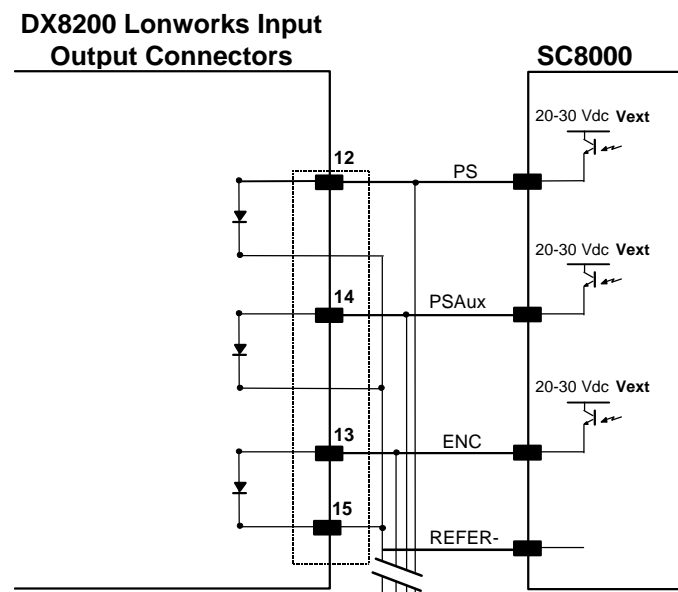 DX8200 Lonworks Input
Output Connectors
SC8000
20-30 Vdc Vext
12
PS
20-30 Vdc Vext
14
PSAux
20-30 Vdc Vext
13
ENC
15
REFER-